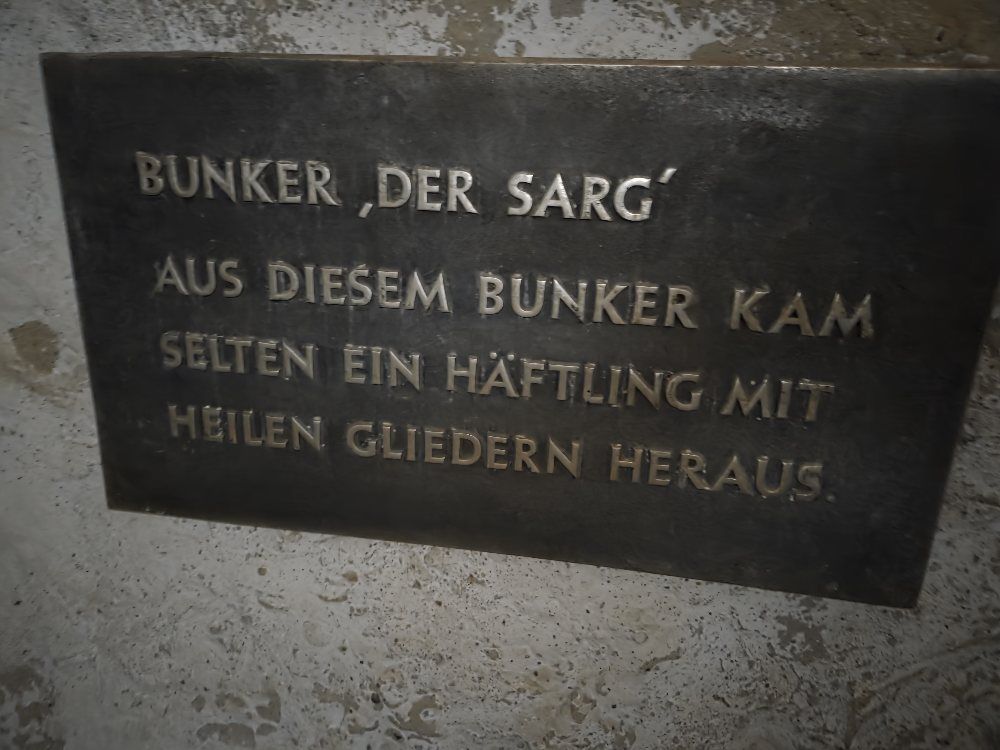 BUNKER ‚DER SARG‘
AUS DIESEM BUNKER KAM
SELTEN EIN HÄFTLING MIT
HEILEN GLIEDERN HERAUS.